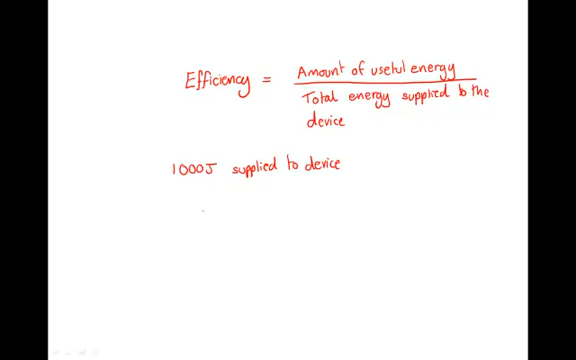 Efficiency = Amount of useful energy
Total energy supplied to the
device
1000J supplied to device